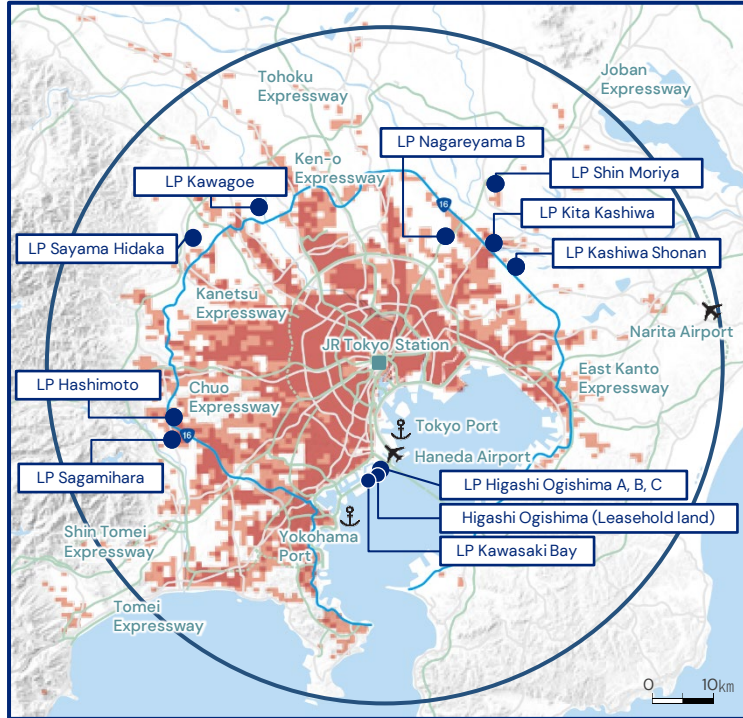 Tohoku
Expressway
Joban
Expressway
LP Nagareyama B
Ken-o
Expressway
LP Shin Moriya
LP Kawagoe
16
LP Kita Kashiwa
LP Sayama Hidaka
LP Kashiwa Shonan
Kanetsu
Expressway
Narita Airport
JR Tokyo Station
East Kanto
Expressway
LP Hashimoto
Chuo
Expressway
Tokyo Port
16
Haneda Airport
LP Sagamihara
LP Higashi Ogishima A, B, C
Higashi Ogishima (Leasehold land)
Shin Tomei
Expressway
Yokohama
Port
LP Kawasaki Bay
Tomei
Expressway
0 10km